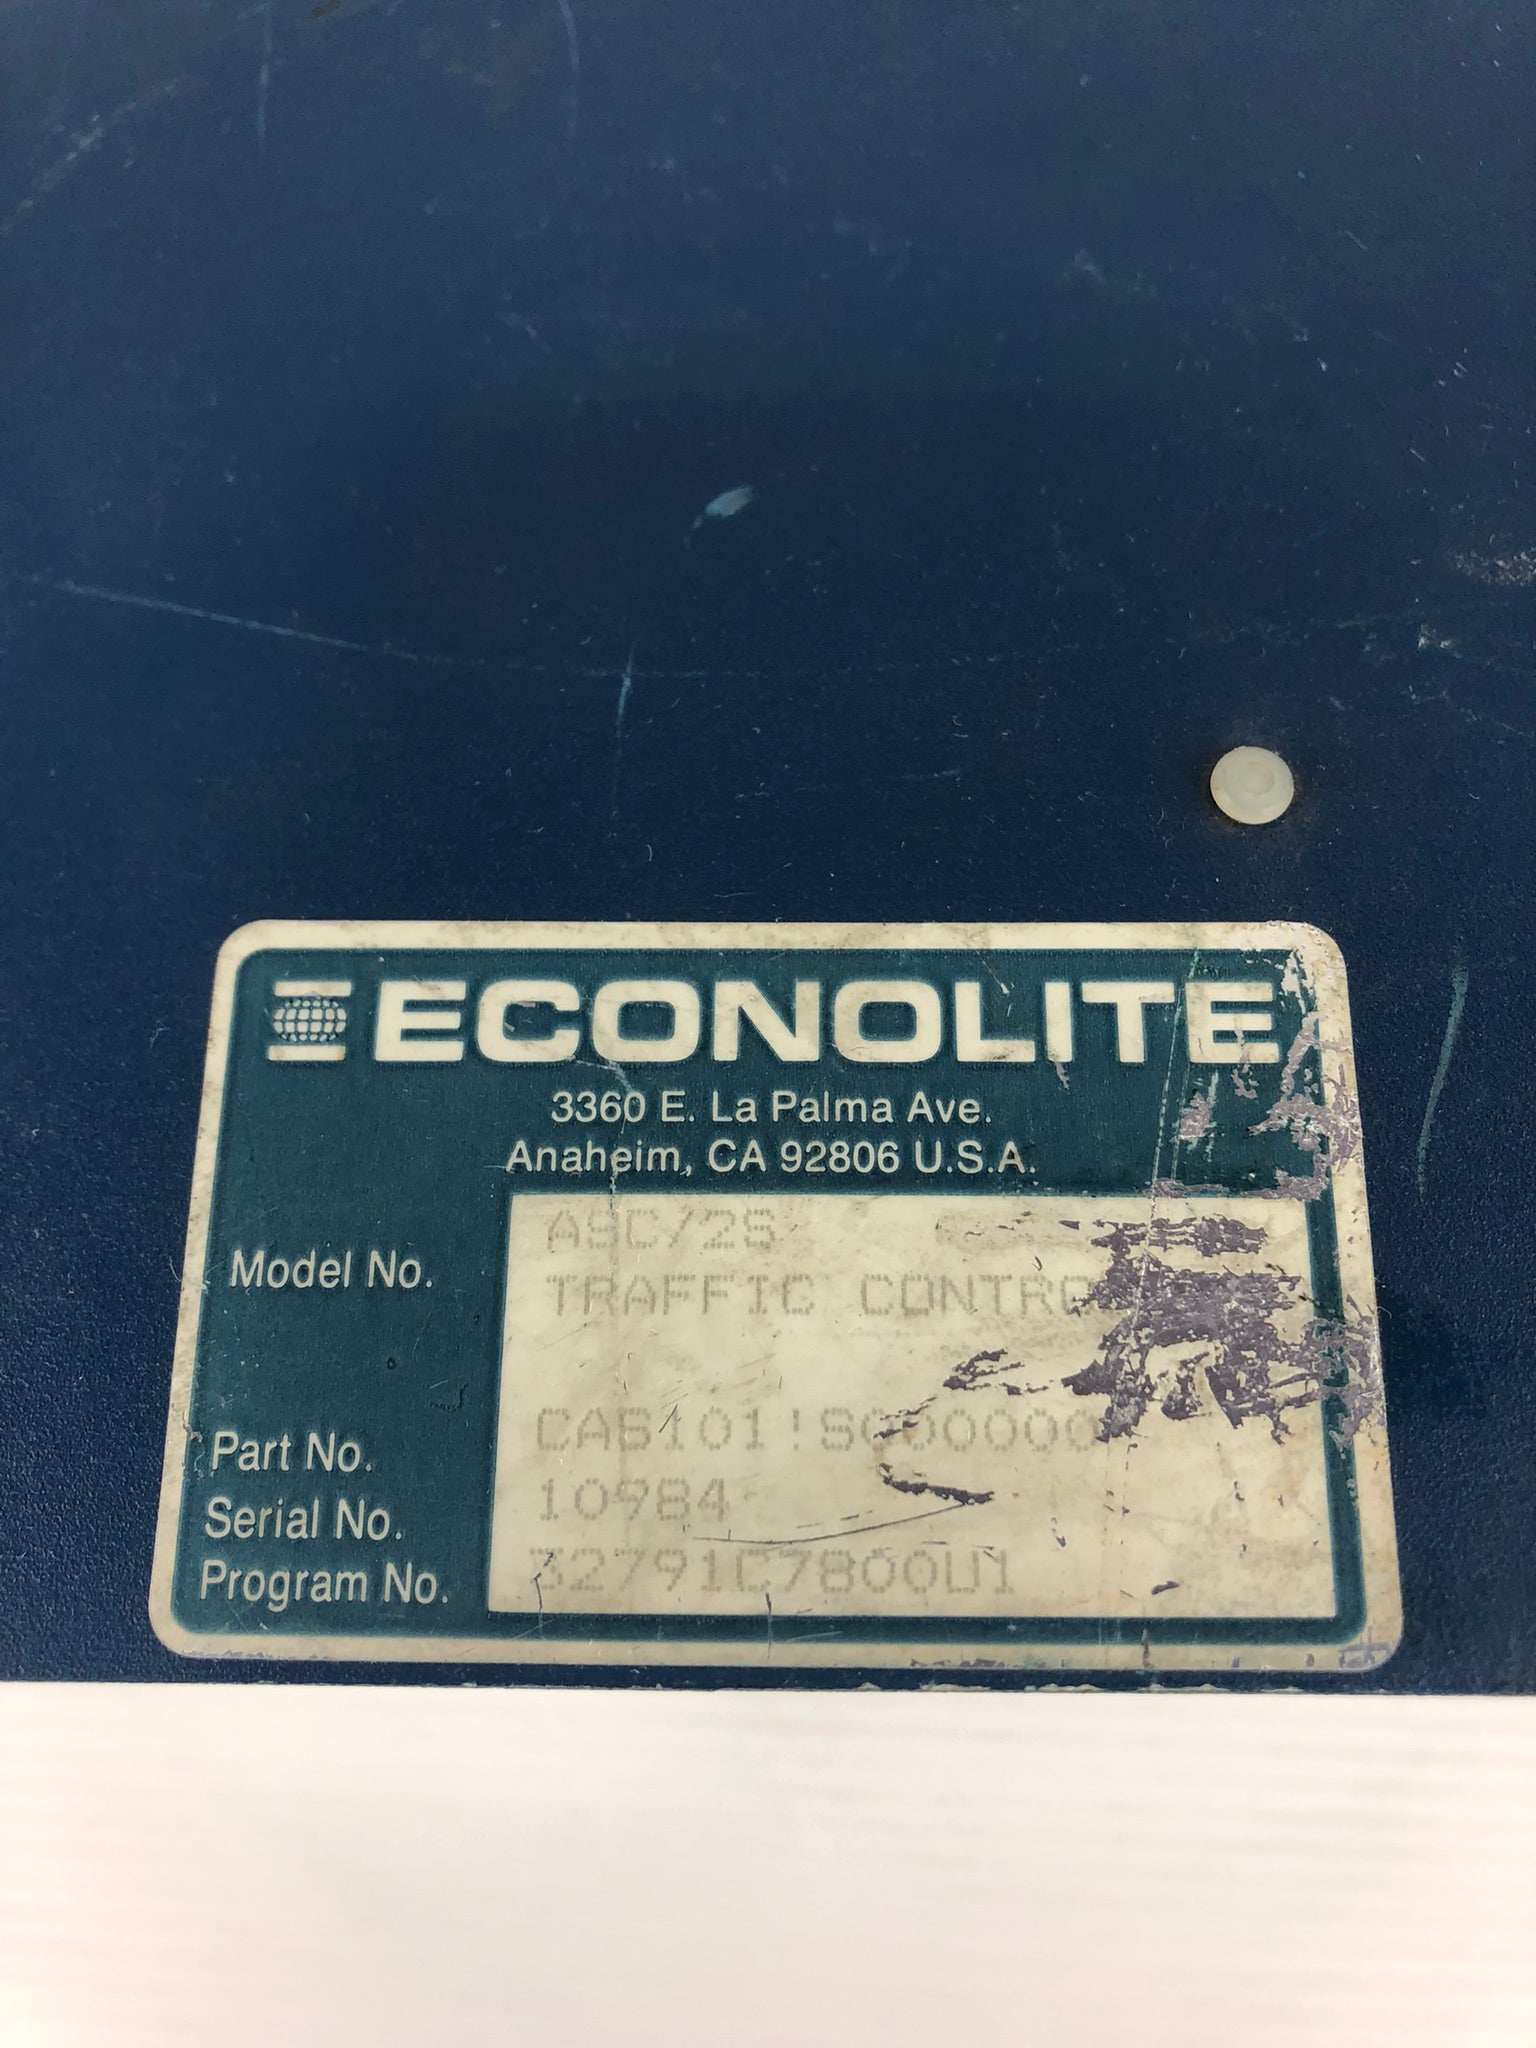 ECONOLITE
3360 E. La Palma Ave.
Anaheim, CA 92806 U.S.A.
Model No. ASC/2S
TRAFFIC
Part No.
Serial No. 10984
Program No. 32791C7800U1